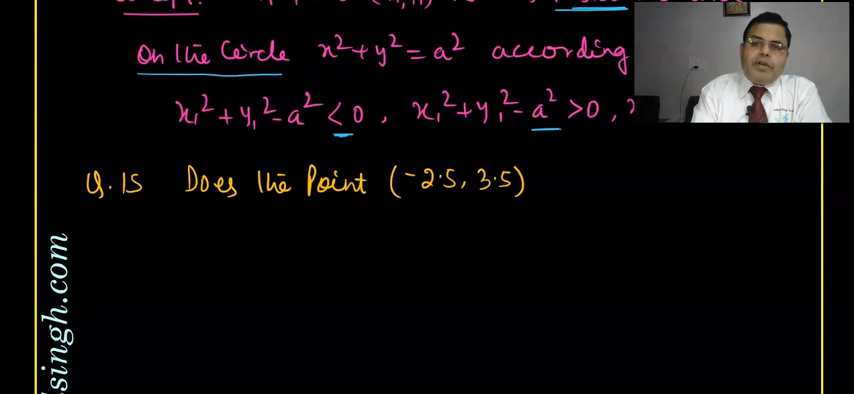 On the Circle x² + y² = a² according
x₁² + y₁² - a² < 0, x₁² + y₁² - a² > 0,
Q.15 Does the Point (-2.5, 3.5)
singh.com